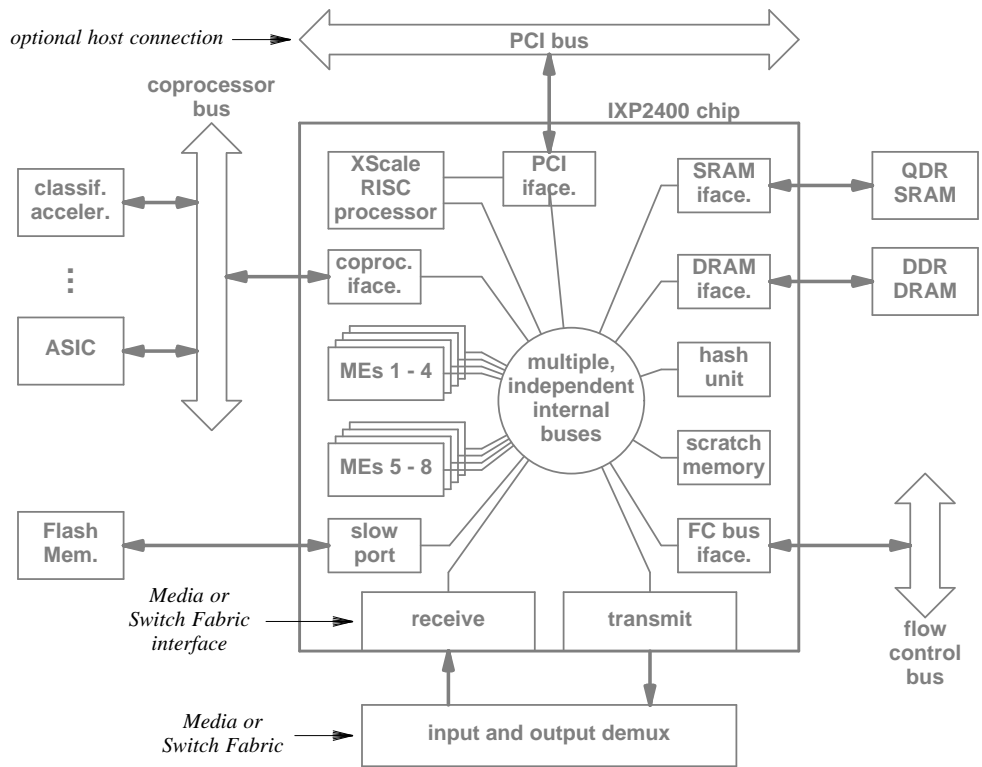 optional host connection
PCI bus
coprocessor
bus
IXP2400 chip
XScale
RISC
processor
PCI
iface.
SRAM
iface.
QDR
SRAM
classif.
acceler.
coproc.
iface.
DRAM
iface.
DDR
DRAM
...
ASIC
MEs 1 - 4
multiple,
independent
internal
buses
hash
unit
MEs 5 - 8
scratch
memory
Flash
Mem.
slow
port
FC bus
iface.
Media or
Switch Fabric
interface
receive
transmit
flow
control
bus
Media or
Switch Fabric
input and output demux